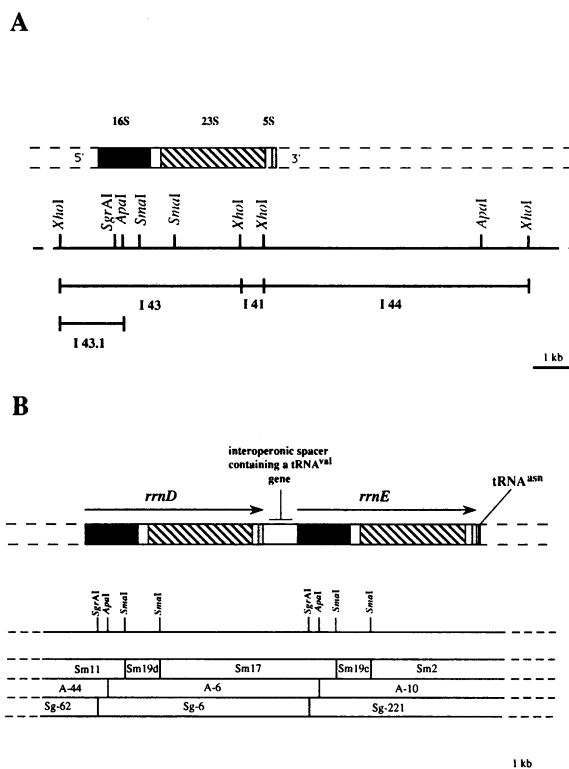 A
16S 23S 5S
5' 3'
XhoI SgrAI ApaI SmaI SmaI XhoI XhoI ApaI XhoI
I 43 I 41 I 44
I 43.1
1 kb
B
interoperonic spacer
containing a tRNAval
gene
tRNAasn
rrnD rrnE
SgrAI ApaI SmaI SmaI SgrAI ApaI SmaI SmaI
Sm11 Sm19d Sm17 Sm19c Sm2
A-44 A-6 A-10
Sg-62 Sg-6 Sg-221
1 kb